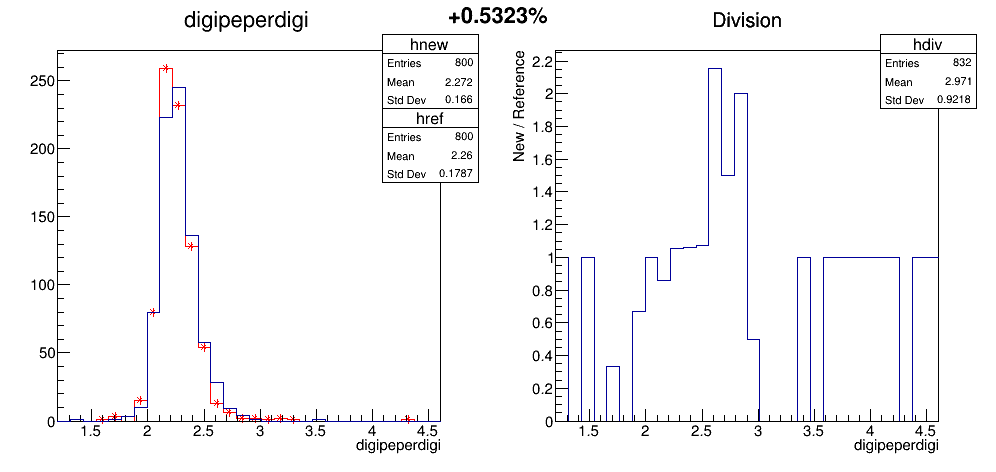 +0.5323%
digipeperdigi
hnew
Entries 800
Mean 2.272
Std Dev 0.166
href
Entries 800
Mean 2.26
Std Dev 0.1787
250
200
150
100
50
0
1.5 2 2.5 3 3.5 4 4.5
digipeperdigi
Division
hdiv
Entries 832
Mean 2.971
Std Dev 0.9218
New / Reference
2.2
2
1.8
1.6
1.4
1.2
1
0.8
0.6
0.4
0.2
0
1.5 2 2.5 3 3.5 4 4.5
digipeperdigi